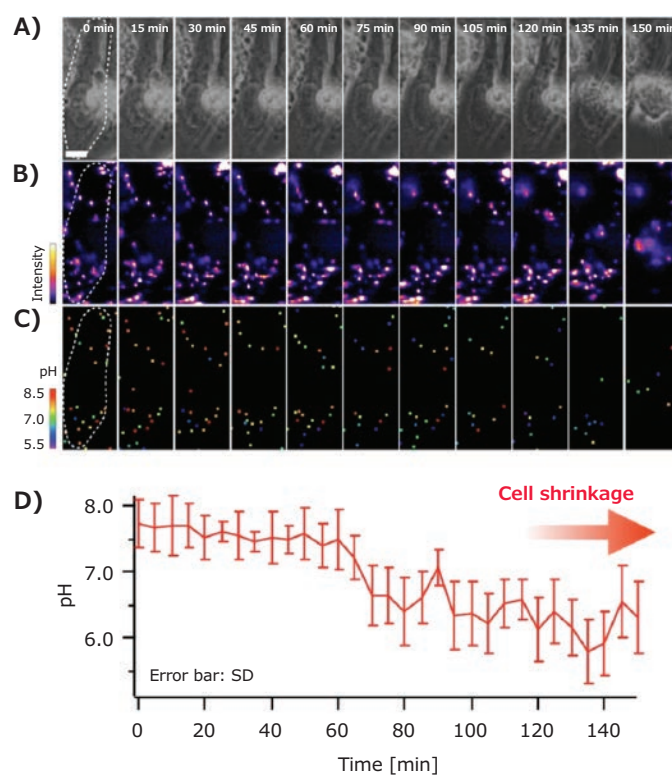 A)
0 min 15 min 30 min 45 min 60 min 75 min 90 min 105 min 120 min 135 min 150 min
B)
Intensity
C)
pH
8.5
7.0
5.5
D)
Cell shrinkage
8.0
7.0
6.0
pH
Error bar: SD
0 20 40 60 80 100 120 140
Time [min]